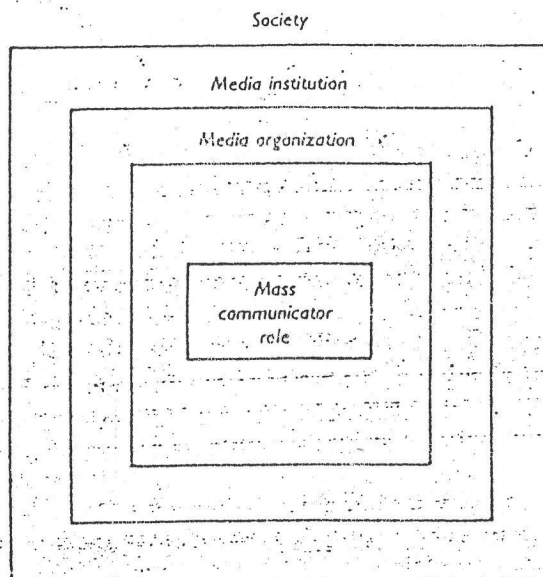 Society
Media institution
Media organization
Mass
communicator
role